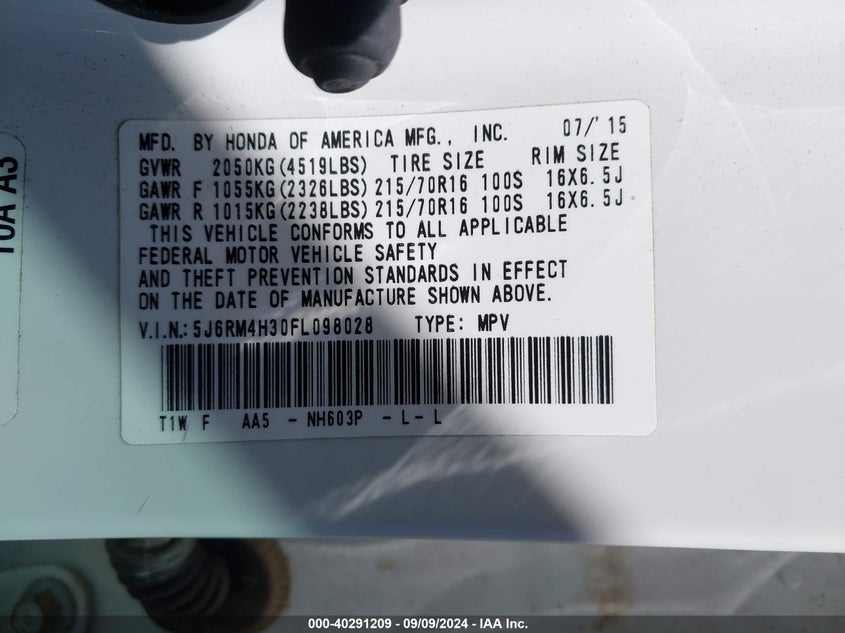 10A A3
MFD. BY HONDA OF AMERICA MFG., INC. 07/'15
GVWR 2050KG(4519LBS) TIRE SIZE RIM SIZE
GAWR F 1055KG(2326LBS) 215/70R16 100S 16X6.5J
GAWR R 1015KG(2238LBS) 215/70R16 100S 16X6.5J
THIS VEHICLE CONFORMS TO ALL APPLICABLE
FEDERAL MOTOR VEHICLE SAFETY
AND THEFT PREVENTION STANDARDS IN EFFECT
ON THE DATE OF MANUFACTURE SHOWN ABOVE.
V.I.N.:5J6RM4H30FL098028 TYPE: MPV
T1W F AA5 - NH603P - L - L
000-40291209 - 09/09/2024 - IAA Inc.